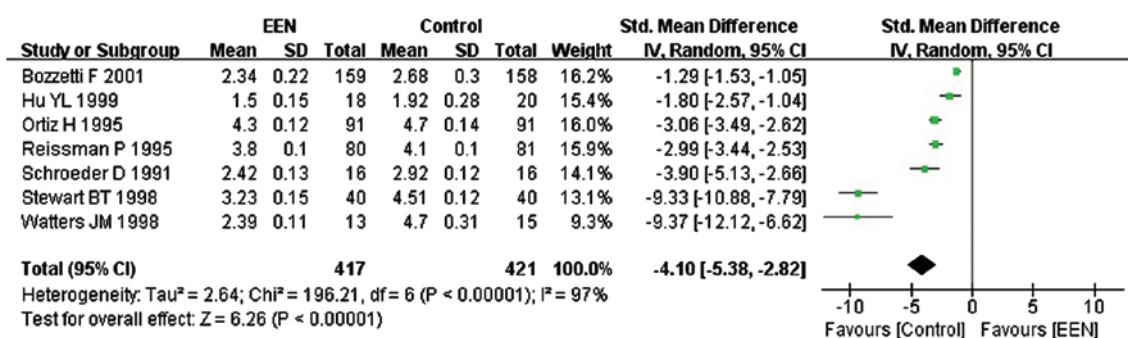 EEN Control Std. Mean Difference Std. Mean Difference
Study or Subgroup Mean SD Total Mean SD Total Weight IV, Random, 95% CI IV, Random, 95% CI
Bozzetti F 2001 2.34 0.22 159 2.68 0.3 158 16.2% -1.29 [-1.53, -1.05]
Hu YL 1999 1.5 0.15 18 1.92 0.28 20 15.4% -1.80 [-2.57, -1.04]
Ortiz H 1995 4.3 0.12 91 4.7 0.14 91 16.0% -3.06 [-3.49, -2.62]
Reissman P 1995 3.8 0.1 80 4.1 0.1 81 15.9% -2.99 [-3.44, -2.53]
Schroeder D 1991 2.42 0.13 16 2.92 0.12 16 14.1% -3.90 [-5.13, -2.66]
Stewart BT 1998 3.23 0.15 40 4.51 0.12 40 13.1% -9.33 [-10.88, -7.79]
Watters JM 1998 2.39 0.11 13 4.7 0.31 15 9.3% -9.37 [-12.12, -6.62]
Total (95% CI) 417 421 100.0% -4.10 [-5.38, -2.82]
Heterogeneity: Tau² = 2.64; Chi² = 196.21, df = 6 (P < 0.00001); I² = 97%
Test for overall effect: Z = 6.26 (P < 0.00001)
-10 -5 0 5 10
Favours [Control] Favours [EEN]